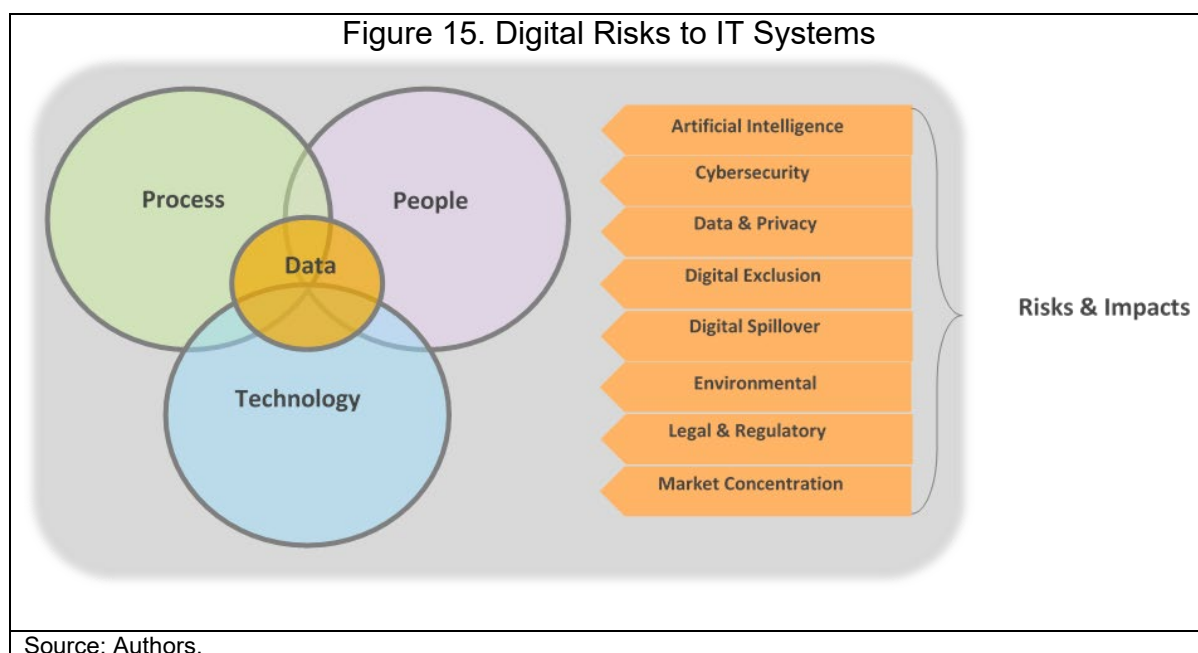 Figure 15. Digital Risks to IT Systems
Process
People
Data
Technology
Artificial Intelligence
Cybersecurity
Data & Privacy
Digital Exclusion
Digital Spillover
Environmental
Legal & Regulatory
Market Concentration
Risks & Impacts
Source: Authors.